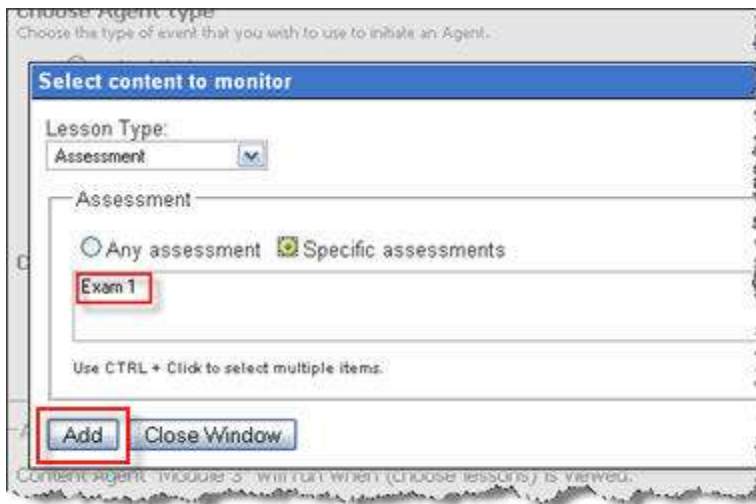 Choose Agent type
Choose the type of event that you wish to use to initiate an Agent.
Select content to monitor
Lesson Type:
Assessment
Assessment
Any assessment Specific assessments
Exam 1
Use CTRL + Click to select multiple items.
Add Close Window
Content Agent "Module 3" will run when (choose lessons) is viewed.